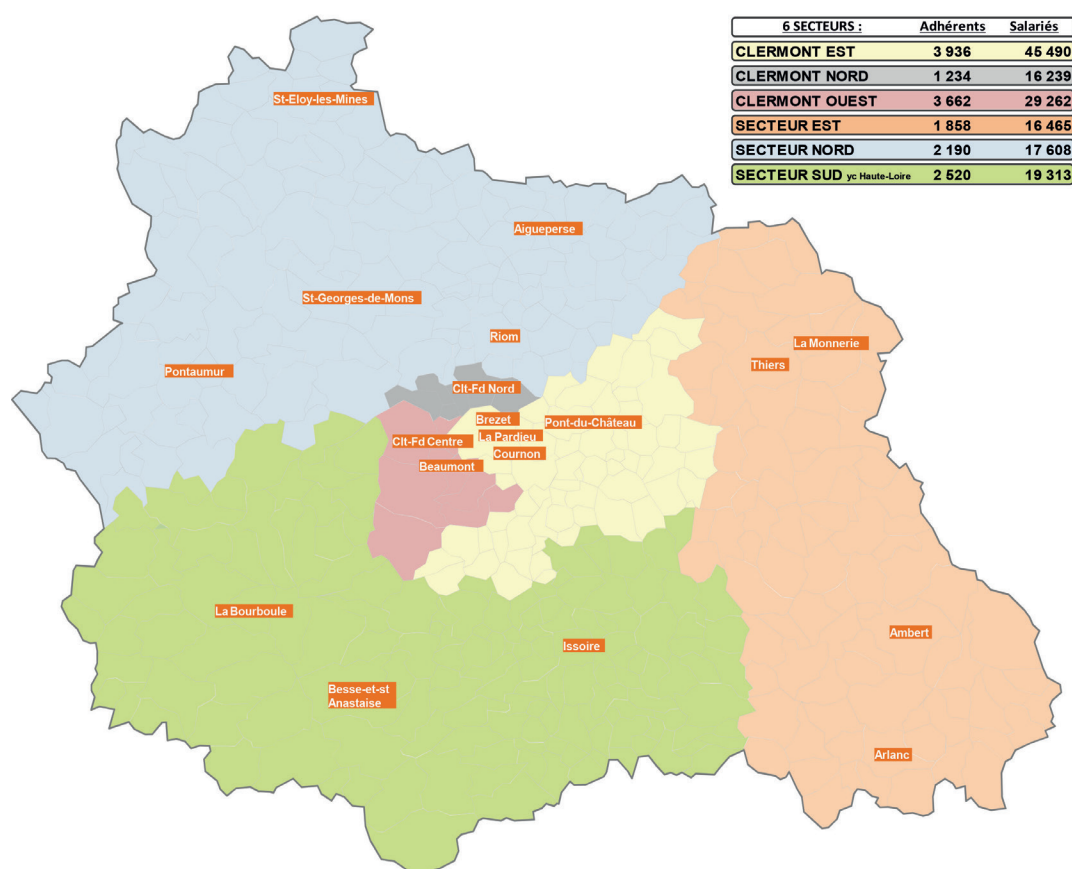 6 SECTEURS : Adhérents Salariés
CLERMONT EST 3 936 45 490
CLERMONT NORD 1 234 16 239
CLERMONT OUEST 3 662 29 262
SECTEUR EST 1 858 16 465
SECTEUR NORD 2 190 17 608
SECTEUR SUD yc Haute-Loire 2 520 19 313
St-Eloy-les-Mines
Aigueperse
St-Georges-de-Mons
Riom
La Monnerie
Thiers
Pontaumur
Clt-Fd Nord
Brezet
Pont-du-Château
La Pardieu
Clt-Fd Centre
Cournon
Beaumont
La Bourboule
Ambert
Issoire
Besse-et-st
Anastaise
Arlanc